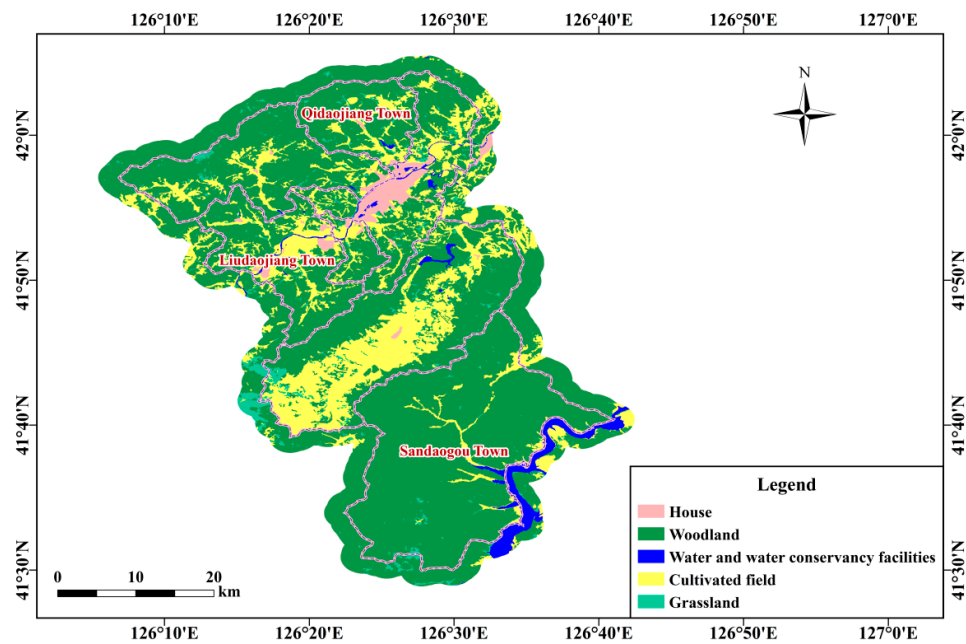 126°10'E 126°20'E 126°30'E 126°40'E 126°50'E 127°0'E
N
Qidaojiang Town
42°0'N 42°0'N
Liudaojiang Town
41°50'N 41°50'N
41°40'N 41°40'N
Sandaogou Town
Legend
House
Woodland
Water and water conservancy facilities
Cultivated field
Grassland
41°30'N 41°30'N
0 10 20
km
126°10'E 126°20'E 126°30'E 126°40'E 126°50'E 127°0'E